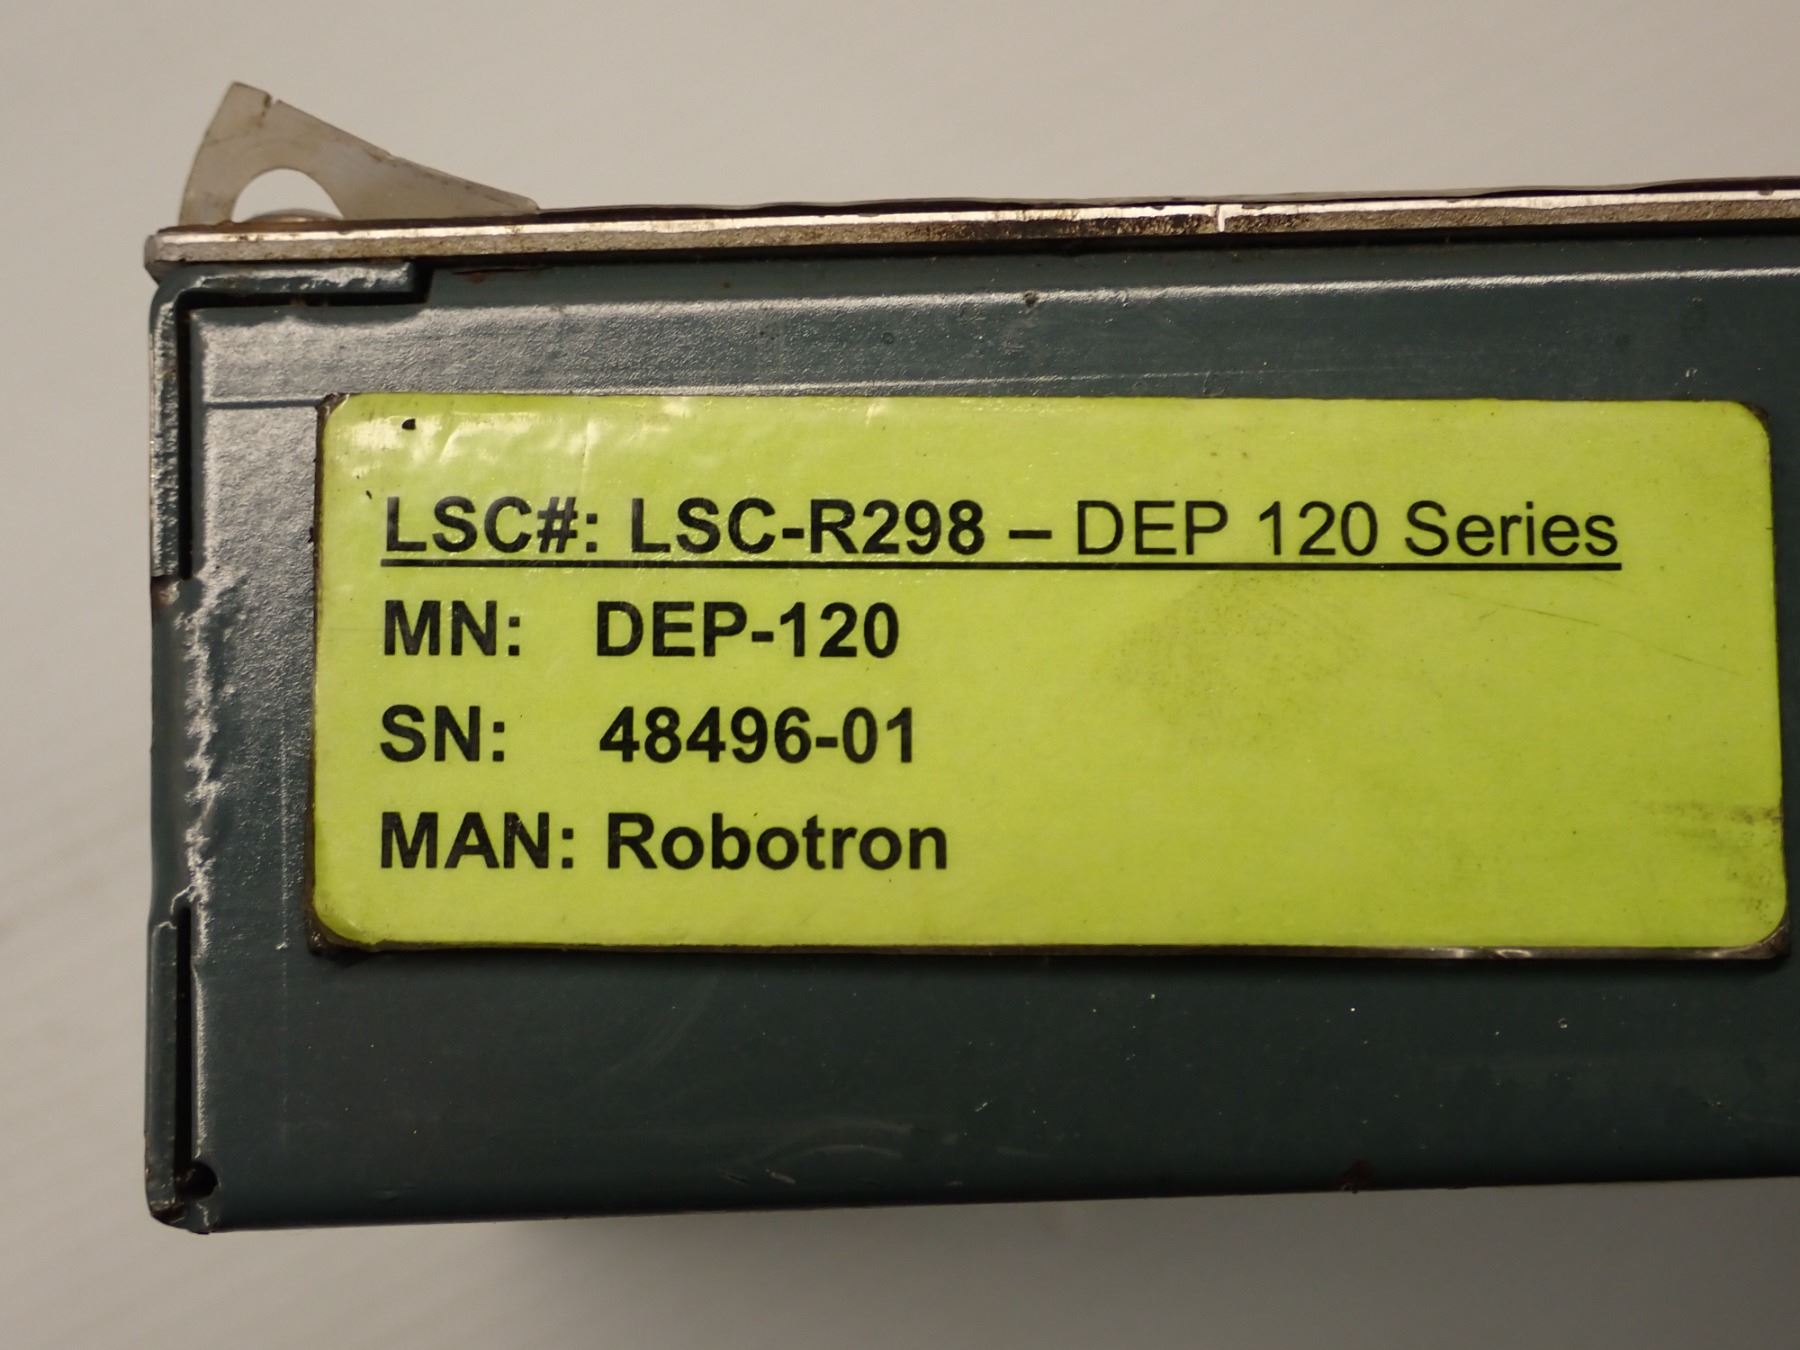 LSC#: LSC-R298 – DEP 120 Series
MN: DEP-120
SN: 48496-01
MAN: Robotron